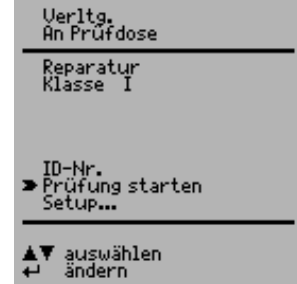 Verltg.
An Prüfdose
Reparatur
Klasse I
ID-Nr.
Prüfung starten
Setup...
▲▼ auswählen
↵ ändern